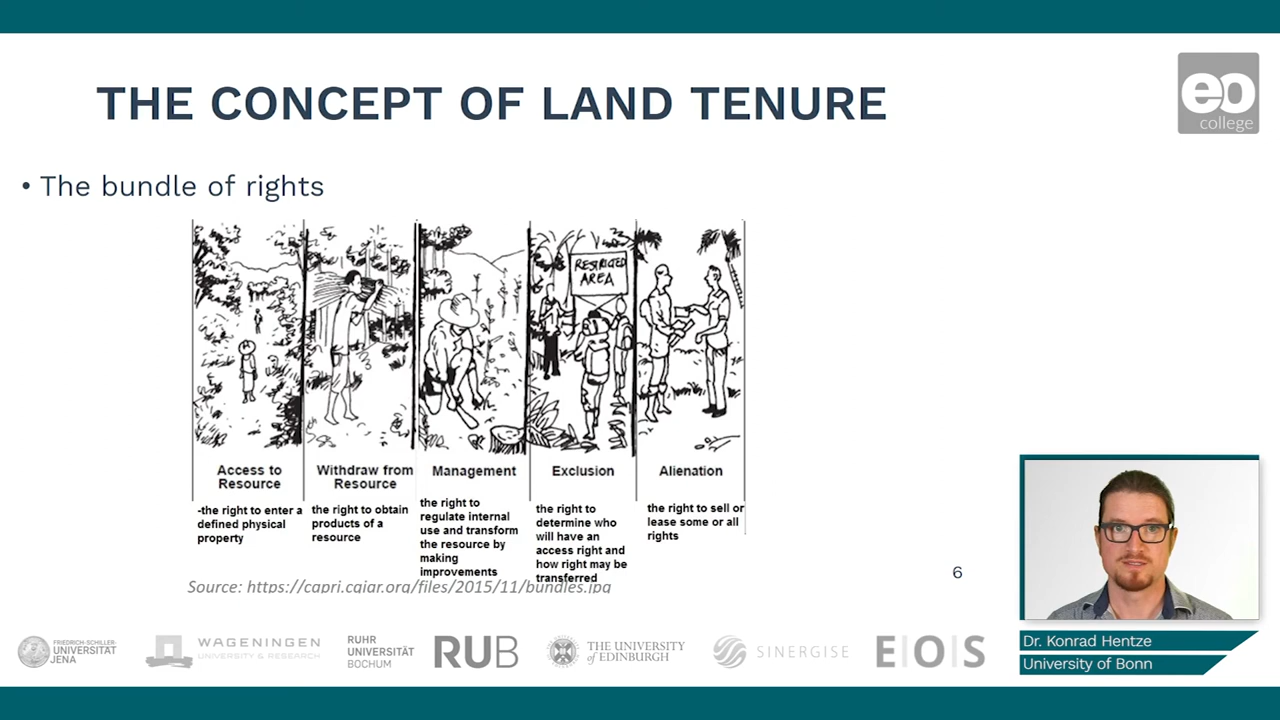 THE CONCEPT OF LAND TENURE
eo
college
• The bundle of rights
RESTRICTED
AREA
Access to
Resource
-the right to enter a
defined physical
property
Withdraw from
Resource
the right to obtain
products of a
resource
Management
the right to
regulate internal
use and transform
the resource by
making
improvements
Exclusion
the right to
determine who
will have an
access right and
how right may be
transferred
Alienation
the right to sell or
lease some or all
rights
Source: https://capri.cgiar.org/files/2015/11/bundles.jpg
6
Dr. Konrad Hentze
University of Bonn
FRIEDRICH-SCHILLER-
UNIVERSITÄT
JENA
WAGENINGEN
UNIVERSITY & RESEARCH
RUHR
UNIVERSITÄT
BOCHUM
RUB
THE UNIVERSITY
of EDINBURGH
SINERGISE
E|O|S